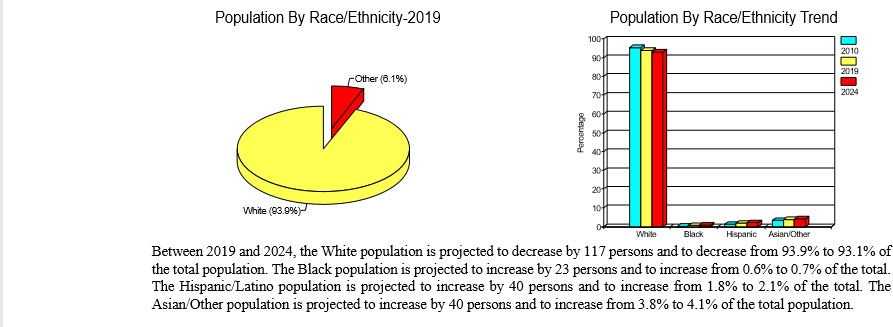 Population By Race/Ethnicity-2019
Other (6.1%)
White (93.9%)
Population By Race/Ethnicity Trend
Percentage
100
90
80
70
60
50
40
30
20
10
0
White Black Hispanic Asian/Other
2010
2019
2024
Between 2019 and 2024, the White population is projected to decrease by 117 persons and to decrease from 93.9% to 93.1% of
the total population. The Black population is projected to increase by 23 persons and to increase from 0.6% to 0.7% of the total.
The Hispanic/Latino population is projected to increase by 40 persons and to increase from 1.8% to 2.1% of the total. The
Asian/Other population is projected to increase by 40 persons and to increase from 3.8% to 4.1% of the total population.